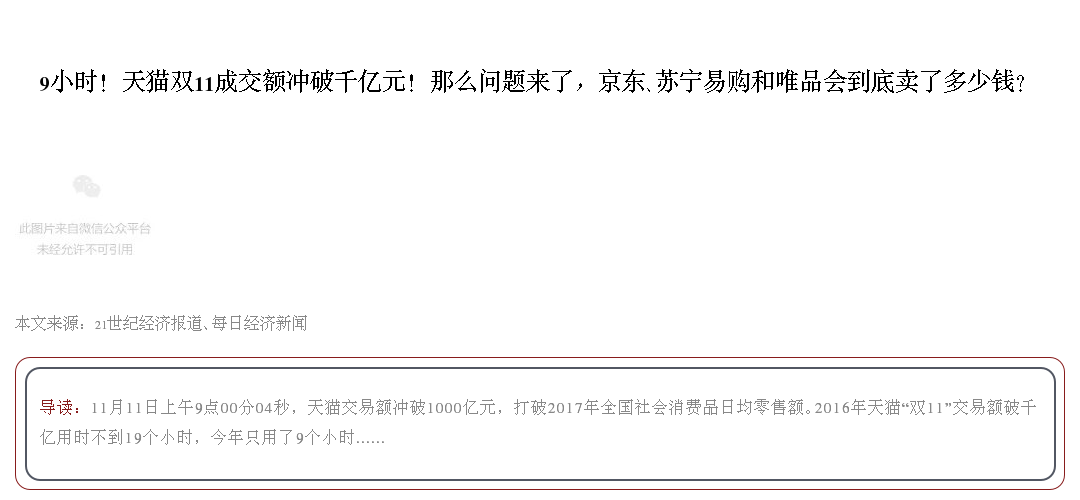 9小时！天猫双11成交额冲破千亿元！那么问题来了，京东、苏宁易购和唯品会到底卖了多少钱？
此图片来自微信公众平台
未经允许不可引用
本文来源：21世纪经济报道、每日经济新闻
导读：11月11日上午9点00分04秒，天猫交易额冲破1000亿元，打破2017年全国社会消费品日均零售额。2016年天猫“双11”交易额破千
亿用时不到19个小时，今年只用了9个小时……